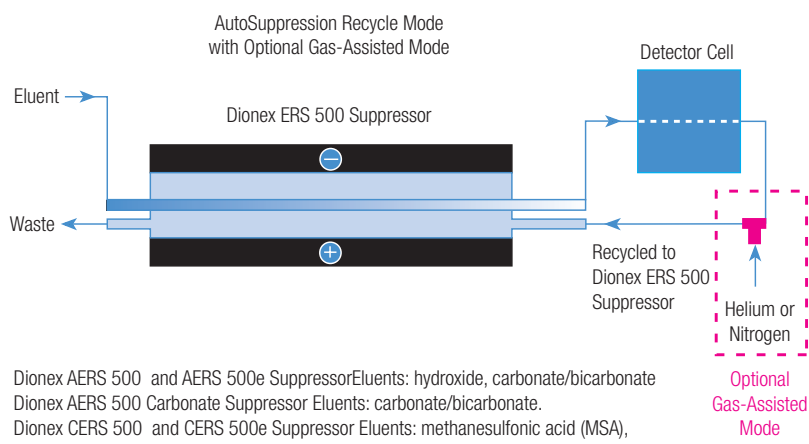 AutoSuppression Recycle Mode
with Optional Gas-Assisted Mode
Detector Cell
Eluent
Dionex ERS 500 Suppressor
−
Waste
+
Recycled to
Dionex ERS 500
Suppressor
Helium or
Nitrogen
Optional
Gas-Assisted
Mode
Dionex AERS 500  and AERS 500e SuppressorEluents: hydroxide, carbonate/bicarbonate
Dionex AERS 500 Carbonate Suppressor Eluents: carbonate/bicarbonate.
Dionex CERS 500  and CERS 500e Suppressor Eluents: methanesulfonic acid (MSA),